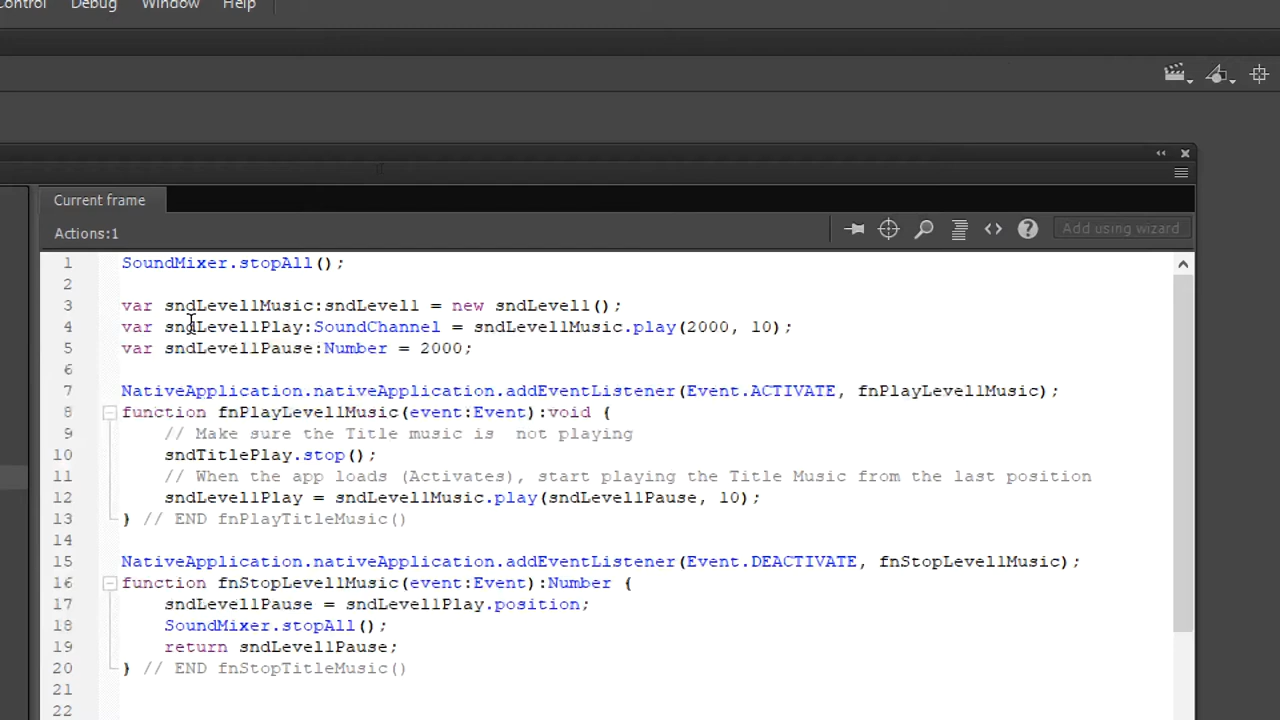 Control Debug Window Help
Current frame
Actions:1
Add using wizard
1 SoundMixer.stopAll();
2
3 var sndLevel1Music:sndLevel1 = new sndLevel1();
4 var sndLevel1Play:SoundChannel = sndLevel1Music.play(2000, 10);
5 var sndLevel1Pause:Number = 2000;
6
7 NativeApplication.nativeApplication.addEventListener(Event.ACTIVATE, fnPlayLevel1Music);
8 function fnPlayLevel1Music(event:Event):void {
9 // Make sure the Title music is  not playing
10 sndTitlePlay.stop();
11 // When the app loads (Activates), start playing the Title Music from the last position
12 sndLevel1Play = sndLevel1Music.play(sndLevel1Pause, 10);
13 } // END fnPlayTitleMusic()
14
15 NativeApplication.nativeApplication.addEventListener(Event.DEACTIVATE, fnStopLevel1Music);
16 function fnStopLevel1Music(event:Event):Number {
17 sndLevel1Pause = sndLevel1Play.position;
18 SoundMixer.stopAll();
19 return sndLevel1Pause;
20 } // END fnStopTitleMusic()
21
22